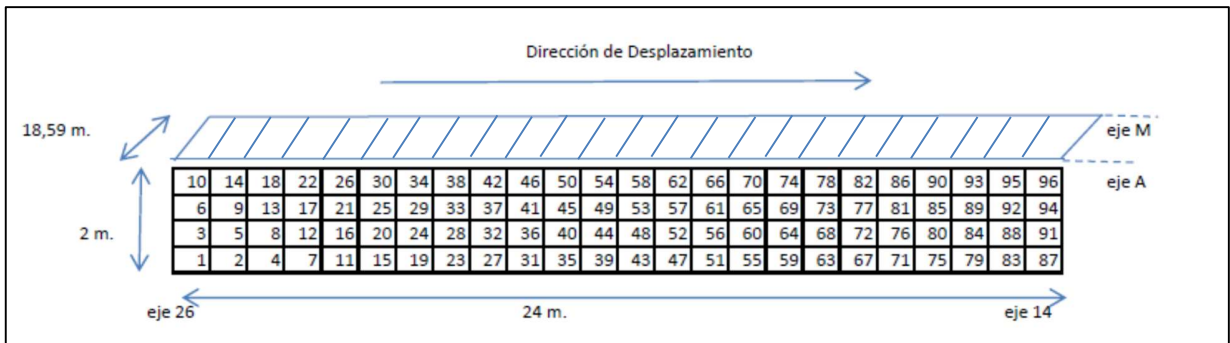 Dirección de Desplazamiento
18,59 m.
eje M
eje A
10 14 18 22 26 30 34 38 42 46 50 54 58 62 66 70 74 78 82 86 90 93 95 96
6 9 13 17 21 25 29 33 37 41 45 49 53 57 61 65 69 73 77 81 85 89 92 94
2 m.
3 5 8 12 16 20 24 28 32 36 40 44 48 52 56 60 64 68 72 76 80 84 88 91
1 2 4 7 11 15 19 23 27 31 35 39 43 47 51 55 59 63 67 71 75 79 83 87
eje 26 24 m. eje 14